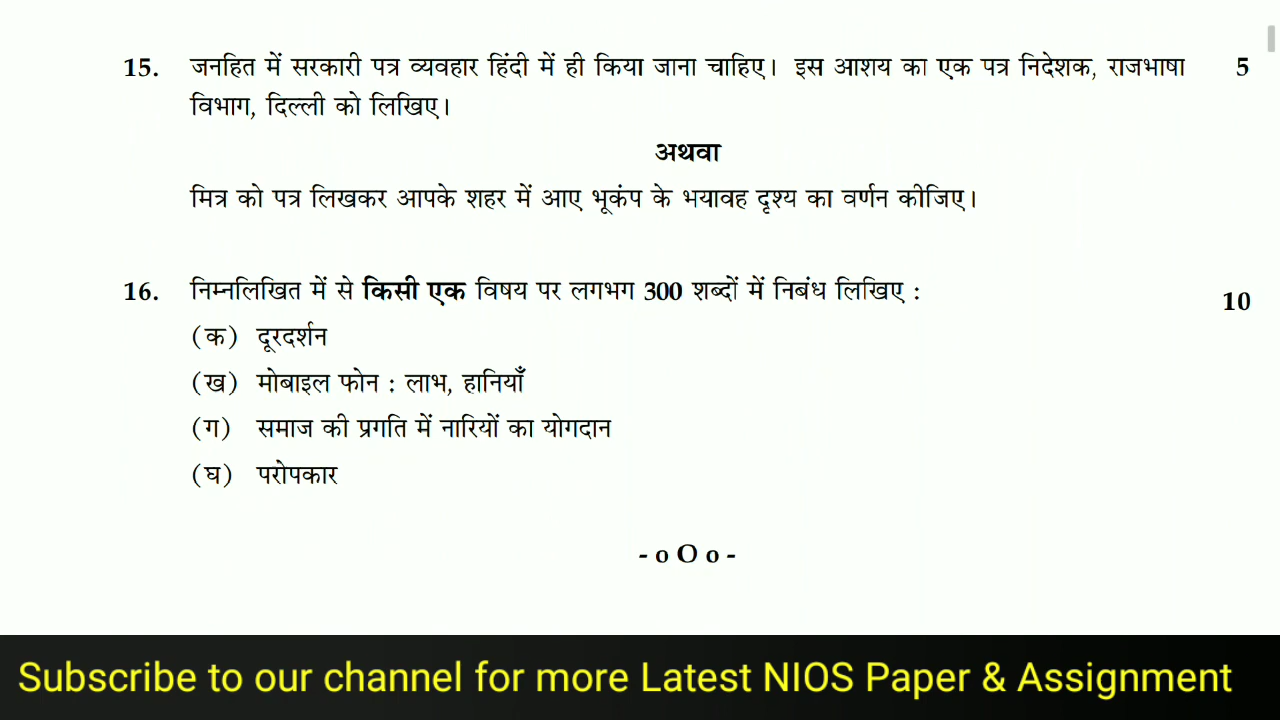 15. जनहित में सरकारी पत्र व्यवहार हिंदी में ही किया जाना चाहिए। इस आशय का एक पत्र निदेशक, राजभाषा 5
विभाग, दिल्ली को लिखिए।
अथवा
मित्र को पत्र लिखकर आपके शहर में आए भूकंप के भयावह दृश्य का वर्णन कीजिए।
16. निम्नलिखित में से किसी एक विषय पर लगभग 300 शब्दों में निबंध लिखिए : 10
(क) दूरदर्शन
(ख) मोबाइल फोन : लाभ, हानियाँ
(ग) समाज की प्रगति में नारियों का योगदान
(घ) परोपकार
- o O o -
Subscribe to our channel for more Latest NIOS Paper & Assignment